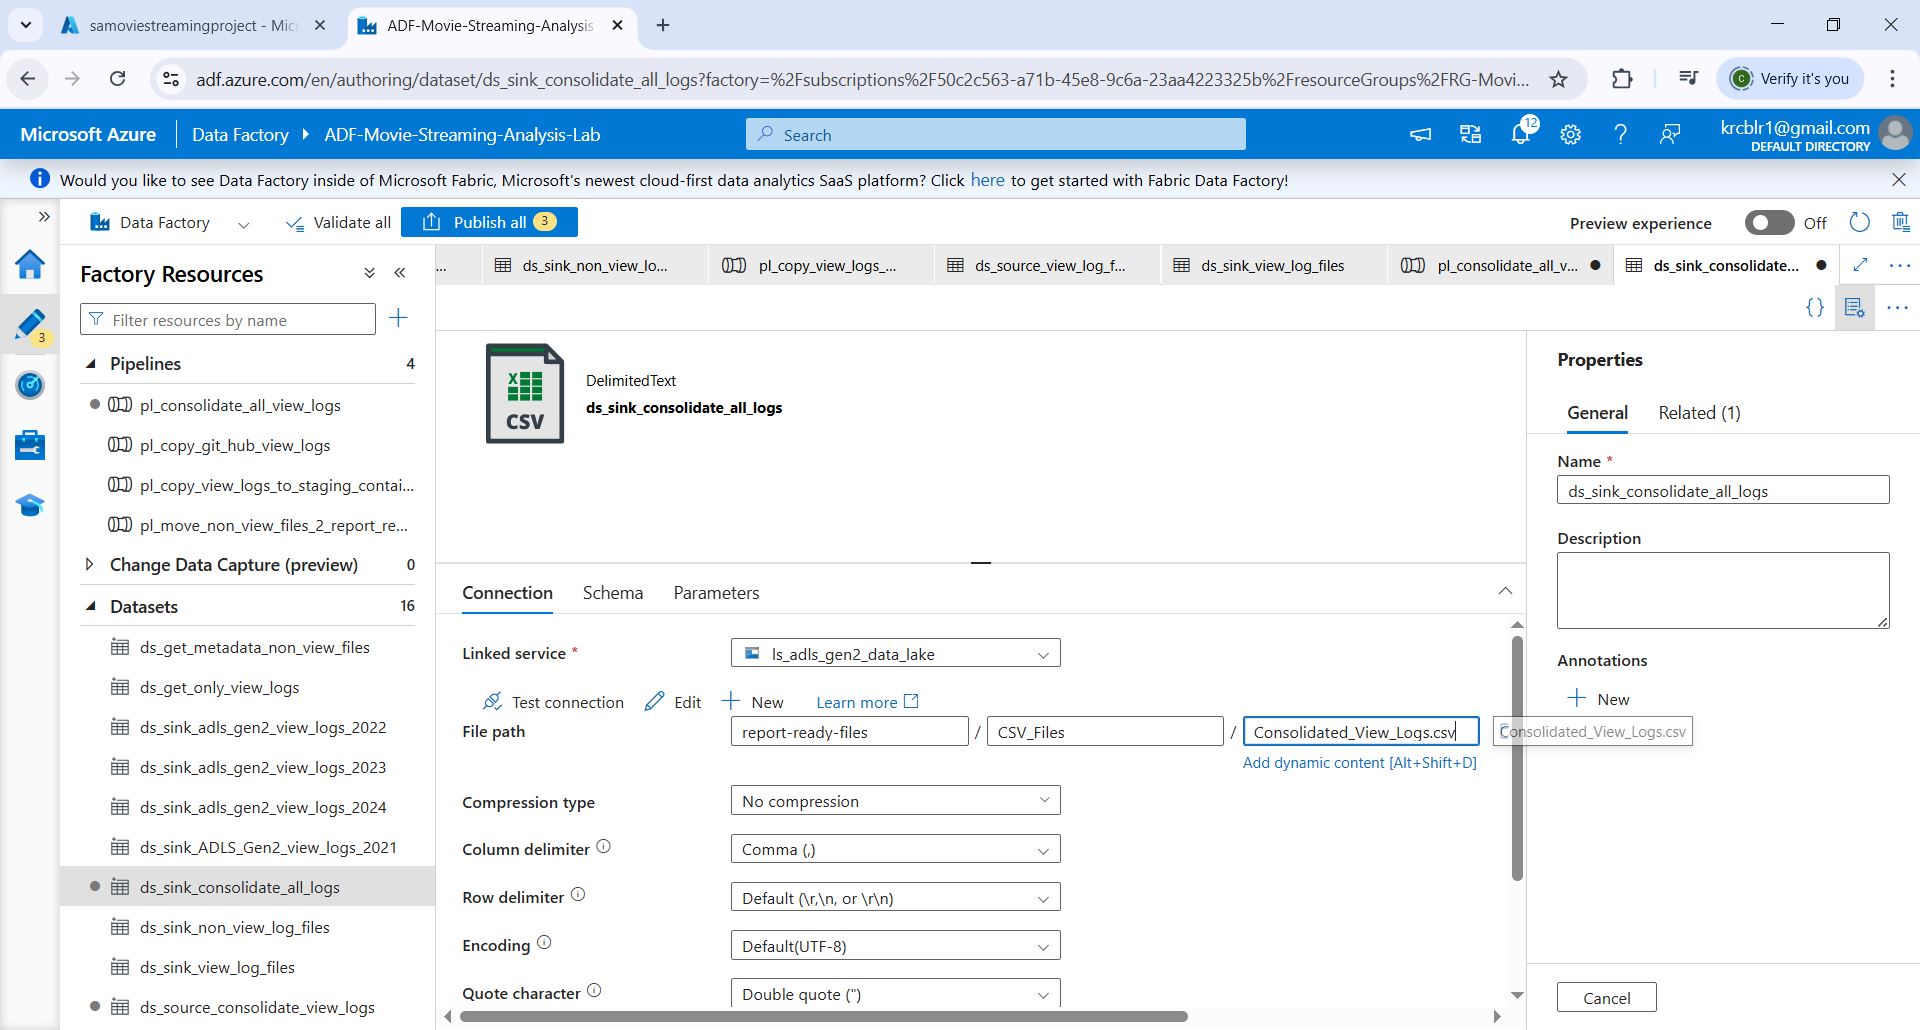 samoviestreamingproject - Micr
ADF-Movie-Streaming-Analysis
adf.azure.com/en/authoring/dataset/ds_sink_consolidate_all_logs?factory=%2Fsubscriptions%2F50c2c563-a71b-45e8-9c6a-23aa4223325b%2FresourceGroups%2FRG-Movi...
C
Verify it's you
Microsoft Azure
Data Factory
ADF-Movie-Streaming-Analysis-Lab
Search
12
krcblr1@gmail.com
DEFAULT DIRECTORY
Would you like to see Data Factory inside of Microsoft Fabric, Microsoft's newest cloud-first data analytics SaaS platform? Click here to get started with Fabric Data Factory!
Data Factory
Validate all
Publish all 3
Preview experience
Off
3
Factory Resources
Filter resources by name
Pipelines 4
pl_consolidate_all_view_logs
pl_copy_git_hub_view_logs
pl_copy_view_logs_to_staging_contai...
pl_move_non_view_files_2_report_re...
Change Data Capture (preview) 0
Datasets 16
ds_get_metadata_non_view_files
ds_get_only_view_logs
ds_sink_adls_gen2_view_logs_2022
ds_sink_adls_gen2_view_logs_2023
ds_sink_adls_gen2_view_logs_2024
ds_sink_ADLS_Gen2_view_logs_2021
ds_sink_consolidate_all_logs
ds_sink_non_view_log_files
ds_sink_view_log_files
ds_source_consolidate_view_logs
...
ds_sink_non_view_lo...
pl_copy_view_logs_...
ds_source_view_log_f...
ds_sink_view_log_files
pl_consolidate_all_v...
ds_sink_consolidate...
{}
X
CSV
DelimitedText
ds_sink_consolidate_all_logs
Connection
Schema
Parameters
Linked service *
ls_adls_gen2_data_lake
Test connection
Edit
New
Learn more
File path
report-ready-files / CSV_Files / Consolidated_View_Logs.csv
Consolidated_View_Logs.csv
Add dynamic content [Alt+Shift+D]
Compression type
No compression
Column delimiter
Comma (,)
Row delimiter
Default (\r,\n, or \r\n)
Encoding
Default(UTF-8)
Quote character
Double quote (")
Properties
General
Related (1)
Name *
ds_sink_consolidate_all_logs
Description
Annotations
New
Cancel